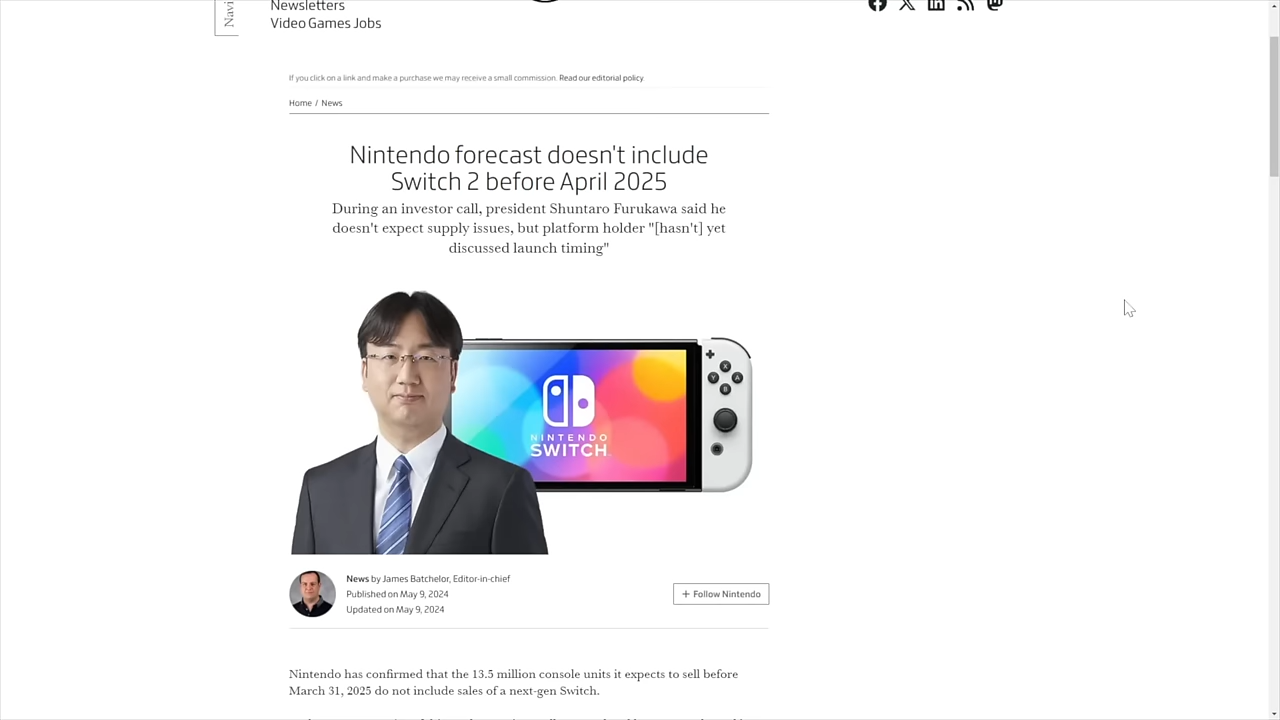 Newsletters
Video Games Jobs
Navi
If you click on a link and make a purchase we may receive a small commission. Read our editorial policy.
Home / News
Nintendo forecast doesn't include
Switch 2 before April 2025
During an investor call, president Shuntaro Furukawa said he
doesn't expect supply issues, but platform holder "[hasn't] yet
discussed launch timing"
NINTENDO
SWITCH
X
Y
A
B
News by James Batchelor, Editor-in-chief
Published on May 9, 2024
Updated on May 9, 2024
+ Follow Nintendo
Nintendo has confirmed that the 13.5 million console units it expects to sell before
March 31, 2025 do not include sales of a next-gen Switch.